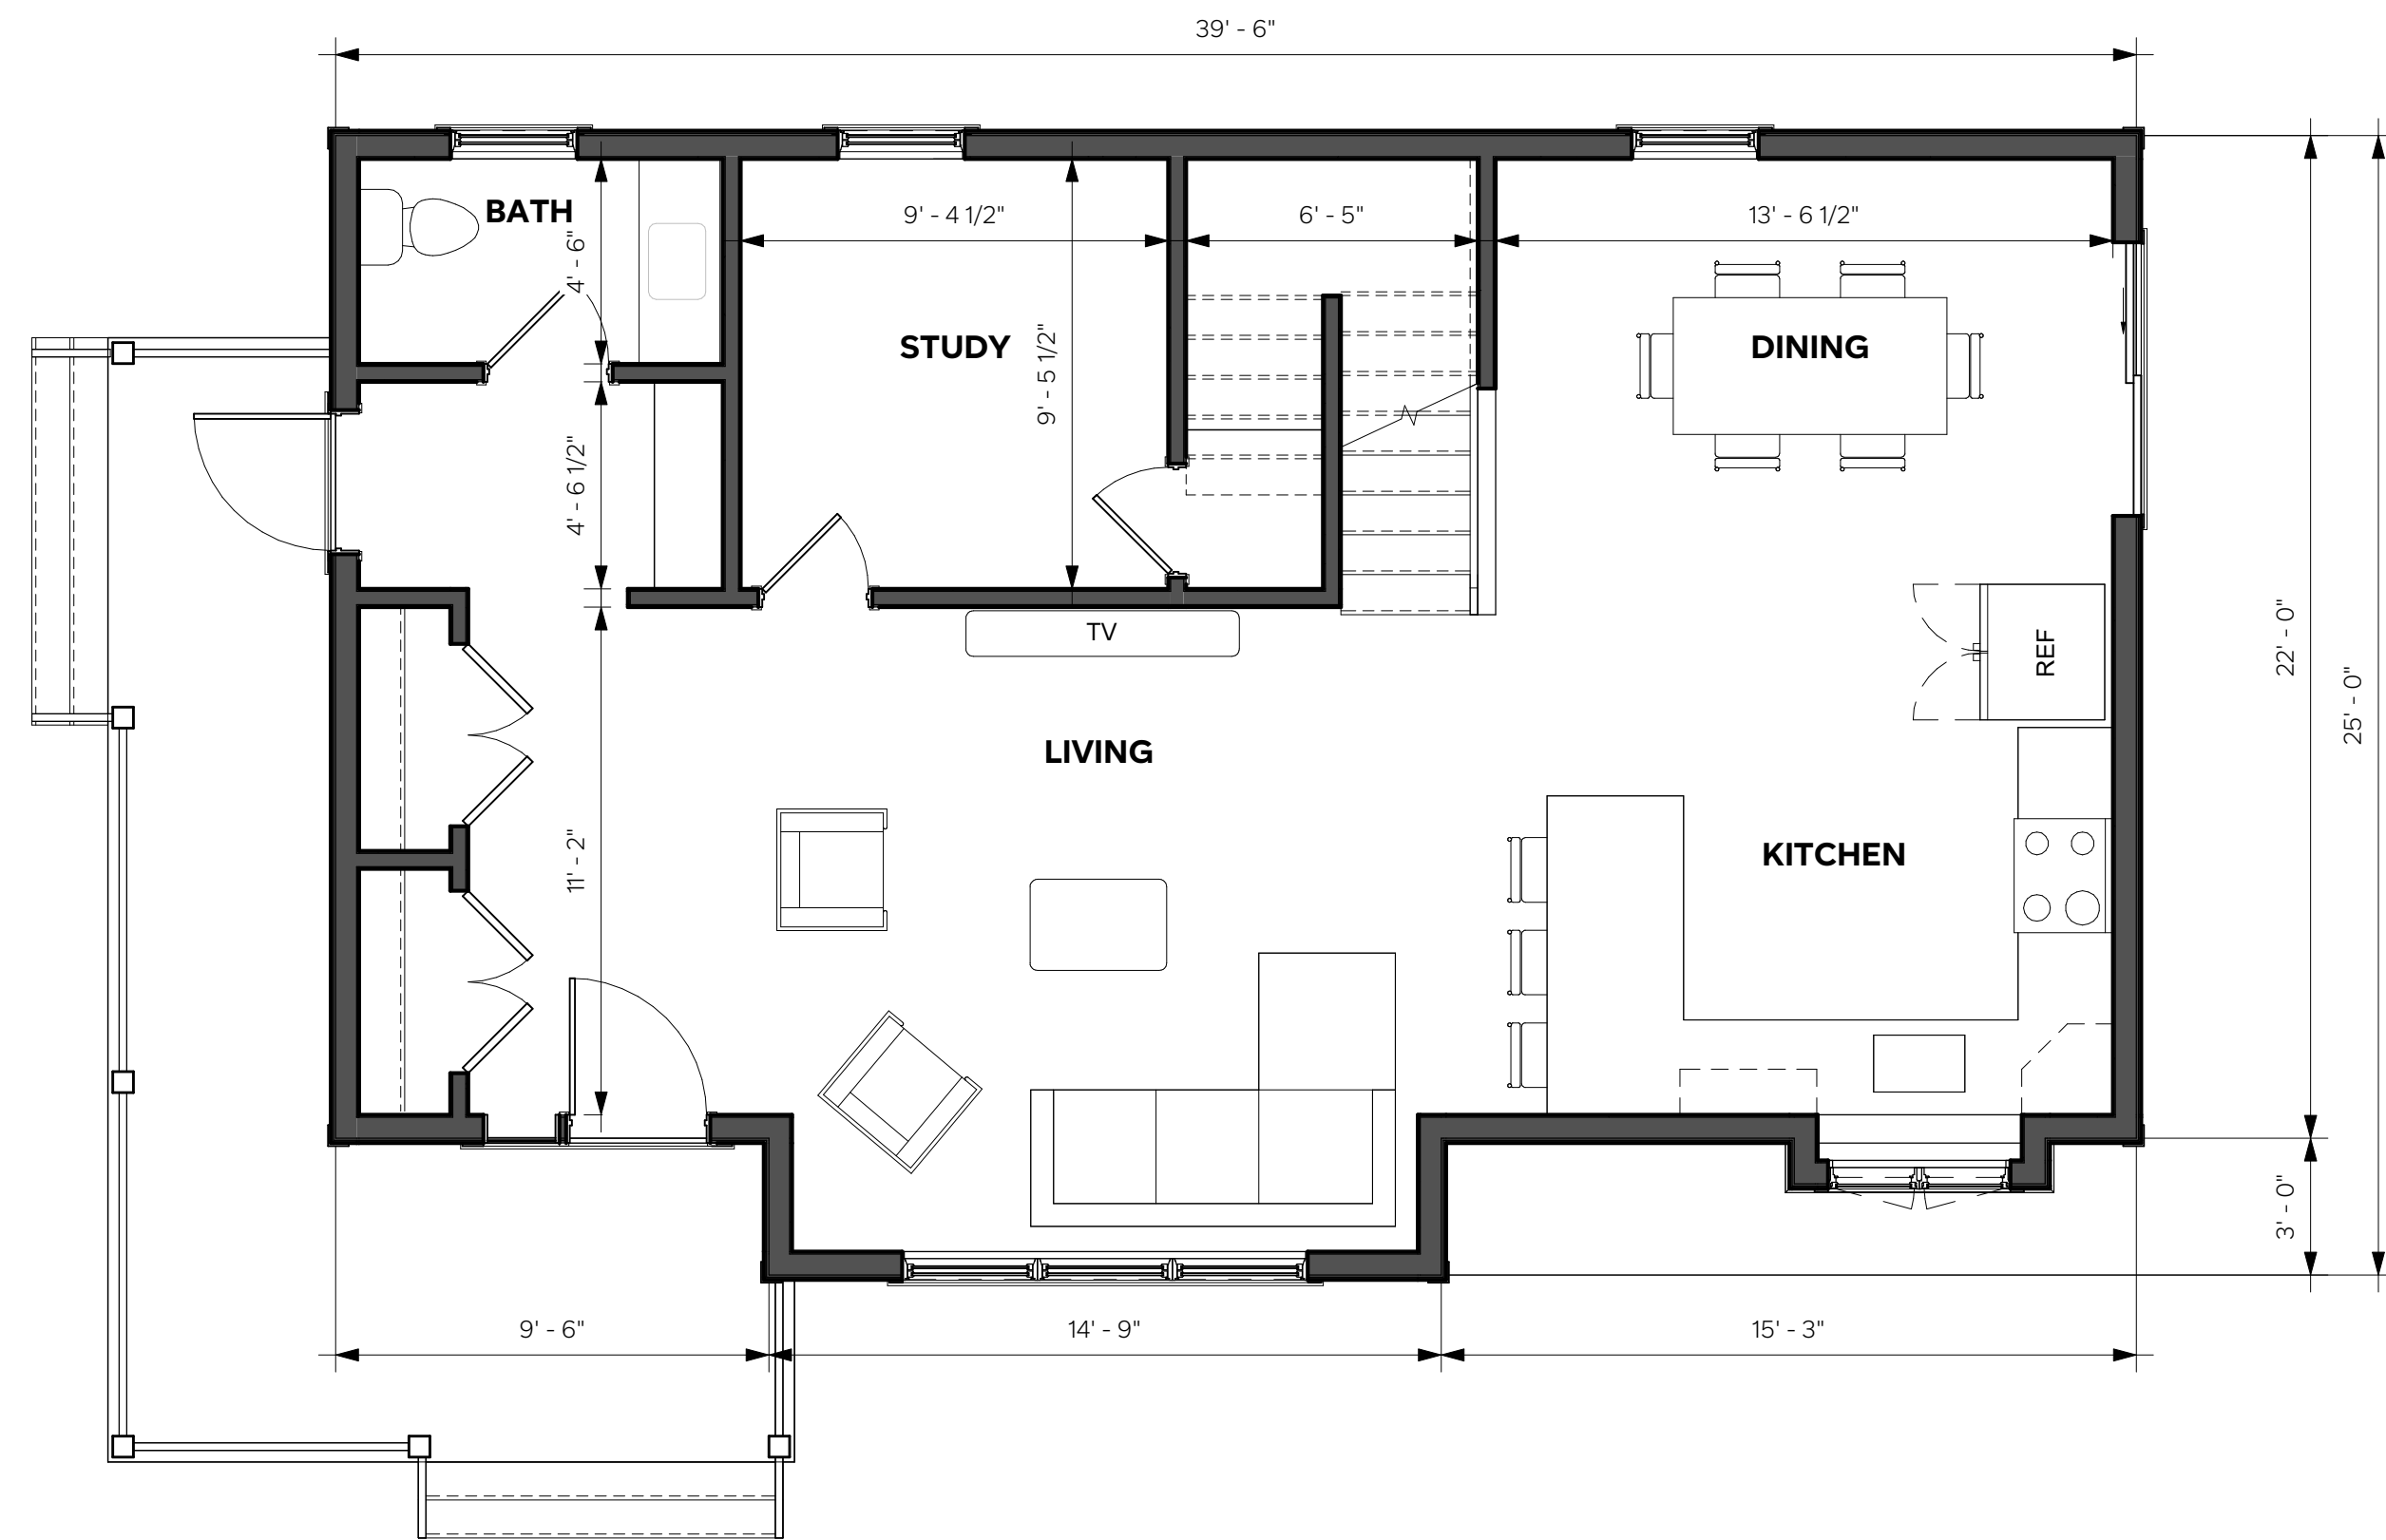 39' - 6"
BATH
9' - 4 1/2"
6' - 5"
13' - 6 1/2"
4' - 6"
STUDY
9' - 5 1/2"
DINING
4' - 6 1/2"
TV
REF
22' - 0"
25' - 0"
LIVING
11' - 2"
KITCHEN
3' - 0"
9' - 6"
14' - 9"
15' - 3"